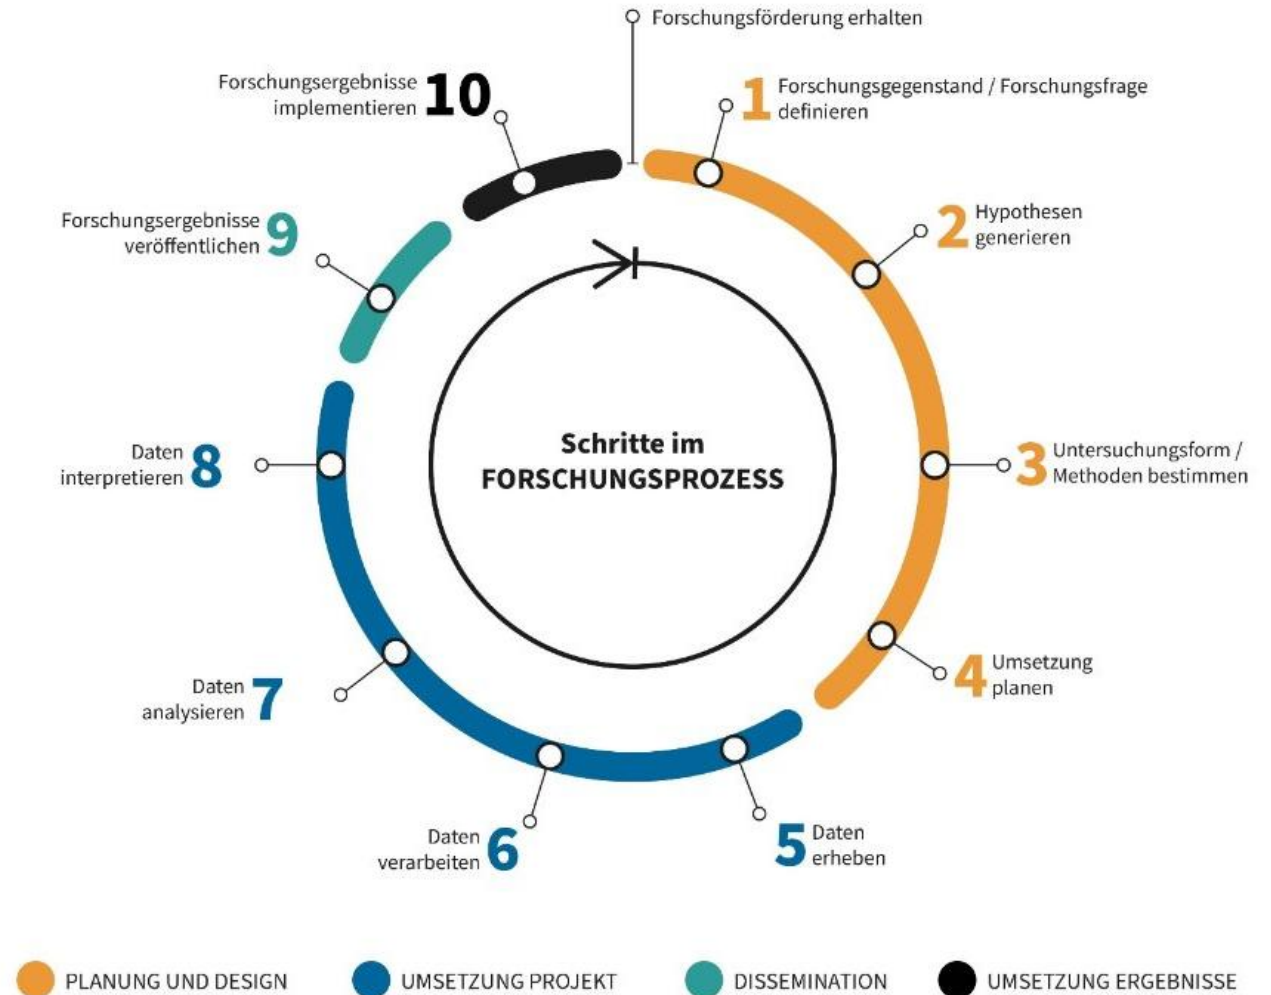 Forschungsförderung erhalten
1 Forschungsgegenstand / Forschungsfrage
definieren
2 Hypothesen
generieren
3 Untersuchungsform /
Methoden bestimmen
4 Umsetzung
planen
5 Daten
erheben
Daten
verarbeiten 6
Daten
analysieren 7
Daten
interpretieren 8
Forschungsergebnisse
veröffentlichen 9
Forschungsergebnisse
implementieren 10
Schritte im
FORSCHUNGSPROZESS
PLANUNG UND DESIGN
UMSETZUNG PROJEKT
DISSEMINATION
UMSETZUNG ERGEBNISSE